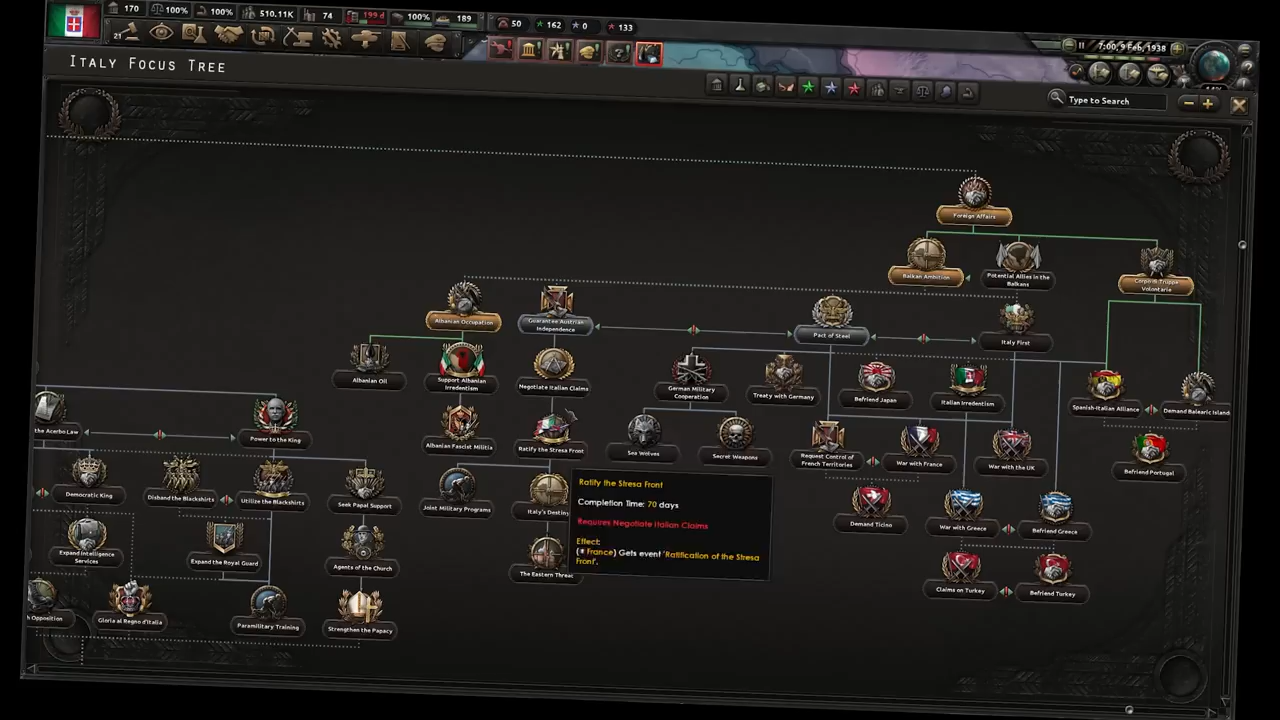 170 100% 100% 510.11K 74 199 d 100% 189 50 162 0 133
21
7:00, 9 Feb, 1938
Italy Focus Tree
Type to Search
Foreign Affairs
Balkan Ambition
Potential Allies in the
Balkans
Corpo di Truppe
Volontarie
Albanian Occupation
Guarantee Austrian
Independence
Pact of Steel
Italy First
Albanian Oil
Support Albanian
Irredentism
Negotiate Italian Claims
German Military
Cooperation
Treaty with Germany
Befriend Japan
Italian Irredentism
Spanish-Italian Alliance
Demand Balearic Islands
the Acerbo Law
Power to the King
Albanian Fascist Militia
Ratify the Stresa Front
Sea Wolves
Secret Weapons
Request Control of
French Territories
War with France
War with the UK
Befriend Portugal
Democratic King
Disband the Blackshirts
Utilize the Blackshirts
Seek Papal Support
Joint Military Programs
Italy's Destiny
Ratify the Stresa Front
Completion Time: 70 days
Requires Negotiate Italian Claims
Effect:
(France) Gets event 'Ratification of the Stresa
Front'.
Demand Ticino
War with Greece
Befriend Greece
Expand Intelligence
Services
Expand the Royal Guard
Agents of the Church
The Eastern Threat
Claims on Turkey
Befriend Turkey
Opposition
Gloria al Regno d'Italia
Paramilitary Training
Strengthen the Papacy